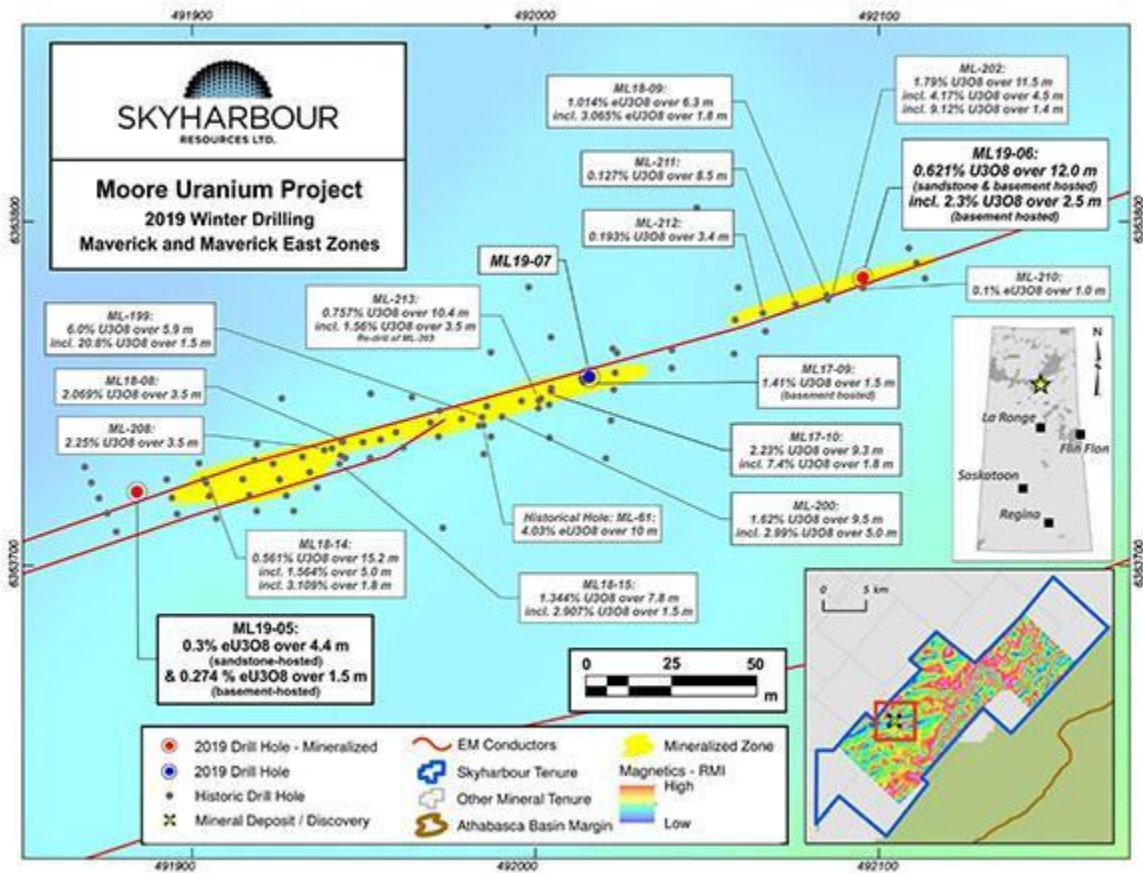 491900
492000
492100
6363800
6363800
6363700
6363700
491900
492000
492100
SKYHARBOUR
RESOURCES LTD.
Moore Uranium Project
2019 Winter Drilling
Maverick and Maverick East Zones
ML18-09:
1.014% eU3O8 over 6.3 m
incl. 3.065% eU3O8 over 1.8 m
ML-202:
1.79% U3O8 over 11.5 m
incl. 4.17% U3O8 over 4.5 m
incl. 9.12% U3O8 over 1.4 m
ML-211:
0.127% U3O8 over 8.5 m
ML19-06:
0.621% U3O8 over 12.0 m
(sandstone & basement hosted)
incl. 2.3% U3O8 over 2.5 m
(basement hosted)
ML-212:
0.193% U3O8 over 3.4 m
ML19-07
ML-210:
0.1% eU3O8 over 1.0 m
ML-213:
0.757% U3O8 over 10.4 m
incl. 1.56% U3O8 over 3.5 m
Re-drill of ML-203
ML-199:
6.0% U3O8 over 5.9 m
incl. 20.8% U3O8 over 1.5 m
ML18-08:
2.069% U3O8 over 3.5 m
ML-208:
2.25% U3O8 over 3.5 m
ML17-09:
1.41% U3O8 over 1.5 m
(basement hosted)
ML17-10:
2.23% U3O8 over 9.3 m
incl. 7.4% U3O8 over 1.8 m
ML-200:
1.62% U3O8 over 9.5 m
incl. 2.99% U3O8 over 5.0 m
Historical Hole: ML-61:
4.03% eU3O8 over 10 m
ML18-14:
0.561% U3O8 over 15.2 m
incl. 1.564% over 5.0 m
incl. 3.109% over 1.8 m
ML18-15:
1.344% U3O8 over 7.8 m
incl. 2.907% U3O8 over 1.5 m
ML19-05:
0.3% eU3O8 over 4.4 m
(sandstone-hosted)
& 0.274 % eU3O8 over 1.5 m
(basement-hosted)
N
La Ronge
Flin Flon
Saskatoon
Regina
0 5 km
0 25 50
m
2019 Drill Hole - Mineralized
2019 Drill Hole
Historic Drill Hole
Mineral Deposit / Discovery
EM Conductors
Skyharbour Tenure
Other Mineral Tenure
Athabasca Basin Margin
Mineralized Zone
Magnetics - RMI
High
Low